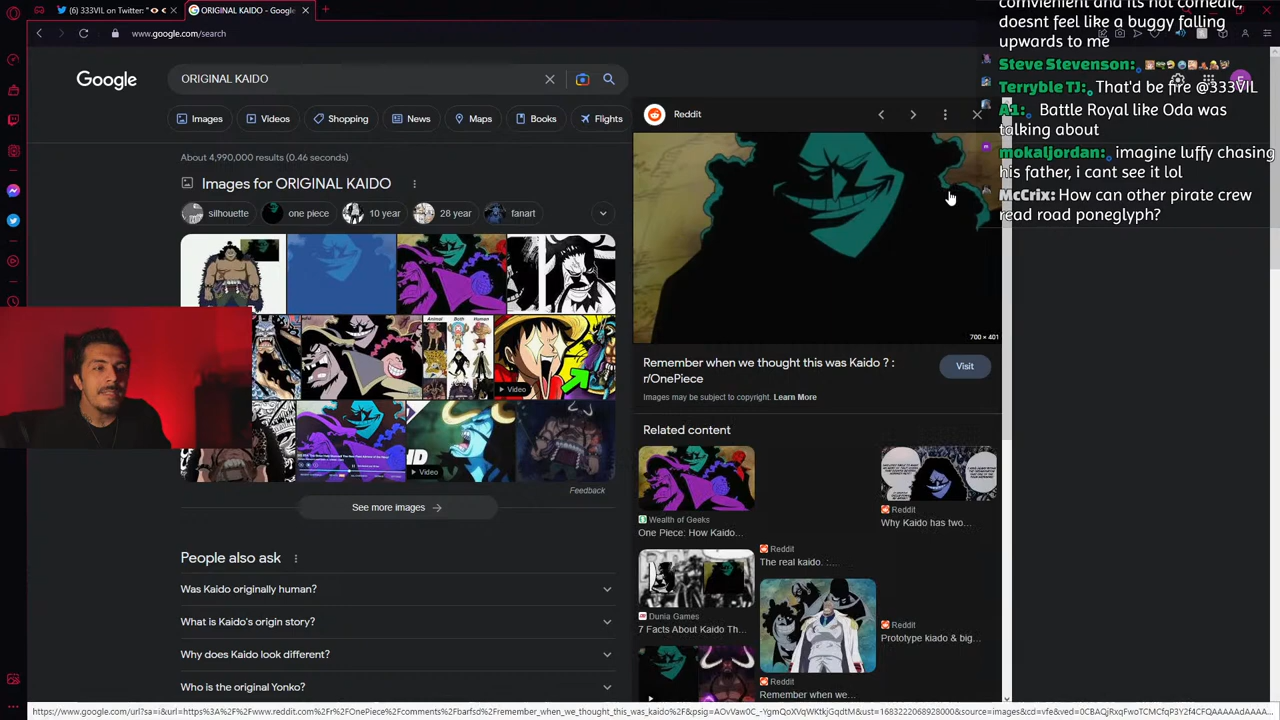 (6) 333VIL on Twitter: "
ORIGINAL KAIDO - Google
www.google.com/search
Google
ORIGINAL KAIDO
Images
Videos
Shopping
News
Maps
Books
Flights
About 4,990,000 results (0.46 seconds)
Images for ORIGINAL KAIDO
silhouette
one piece
10 year
28 year
fanart
Animal
Both
Human
Video
Video
Feedback
See more images
People also ask
Was Kaido originally human?
What is Kaido's origin story?
Why does Kaido look different?
Who is the original Yonko?
Reddit
700 × 401
Remember when we thought this was Kaido ? :
r/OnePiece
Visit
Images may be subject to copyright. Learn More
Related content
Wealth of Geeks
One Piece: How Kaido...
Reddit
The real kaido. :...
Reddit
Why Kaido has two...
Dunia Games
7 Facts About Kaido Th...
Reddit
Remember when we...
Reddit
Prototype kiado & big...
convienient and its not comedic,
doesnt feel like a buggy falling
upwards to me
Steve Stevenson:
Terryble TJ: That'd be fire @333VIL
A1: Battle Royal like Oda was
talking about
mokaljordan: imagine luffy chasing
his father, i cant see it lol
McCrix: How can other pirate crew
read road poneglyph?